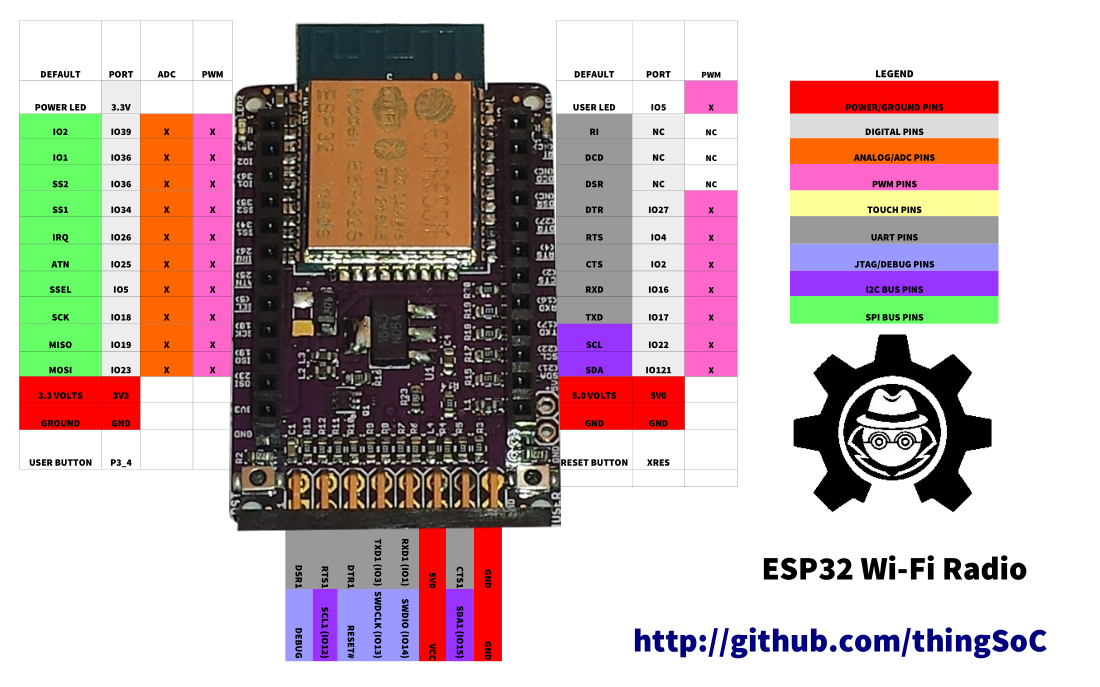 DEFAULT PORT ADC PWM
POWER LED 3.3V
IO2 IO39 X X
IO1 IO36 X X
SS2 IO36 X X
SS1 IO34 X X
IRQ IO26 X X
ATN IO25 X X
SSEL IO5 X X
SCK IO18 X X
MISO IO19 X X
MOSI IO23 X X
3.3 VOLTS 3V3
GROUND GND
USER BUTTON P3_4
DEFAULT PORT PWM
USER LED IO5 X
RI NC NC
DCD NC NC
DSR NC NC
DTR IO27 X
RTS IO4 X
CTS IO2 X
RXD IO16 X
TXD IO17 X
SCL IO22 X
SDA IO121 X
5.0 VOLTS 5V0
GND GND
RESET BUTTON XRES
LEGEND
POWER/GROUND PINS
DIGITAL PINS
ANALOG/ADC PINS
PWM PINS
TOUCH PINS
UART PINS
JTAG/DEBUG PINS
I2C BUS PINS
SPI BUS PINS
DSR1 RTS1 DTR1 TXD1 (IO3) RXD1 (IO1) 5V0 CTS1 GND
DEBUG SCL1 (IO12) RESET# SWDCLK (IO13) SWDIO (IO14) VCC SDA1 (IO15) GND
ESP32 Wi-Fi Radio
http://github.com/thingSoC